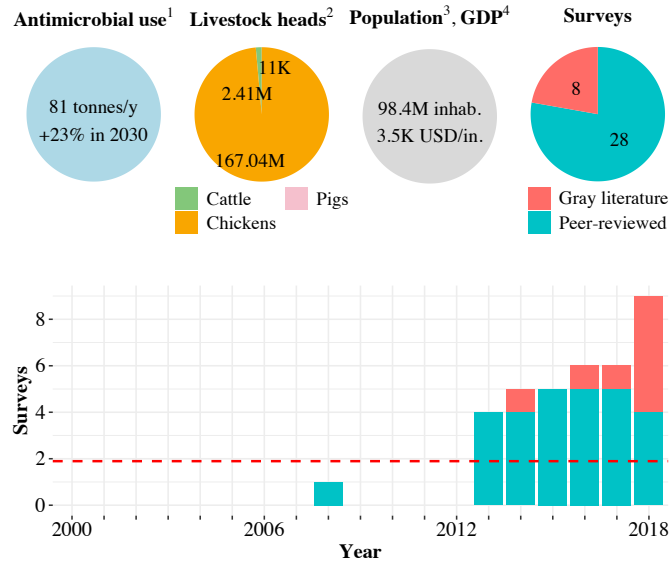 Antimicrobial use1
Livestock heads2
Population3, GDP4
Surveys
81 tonnes/y
+23% in 2030
11K
2.41M
167.04M
98.4M inhab.
3.5K USD/in.
8
28
Cattle
Pigs
Chickens
Gray literature
Peer-reviewed
Surveys
8
6
4
2
0
2000
2006
2012
2018
Year